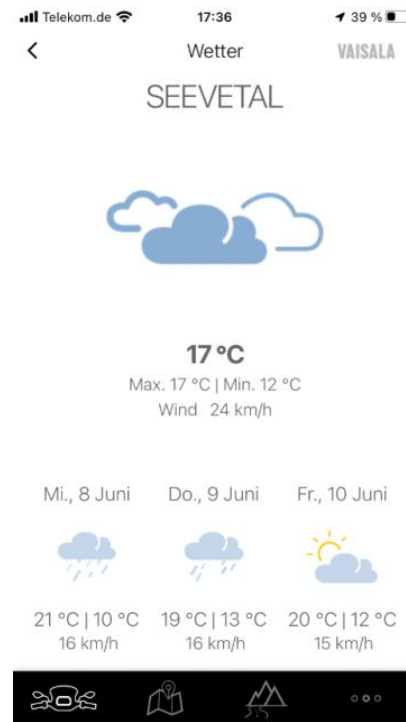 Telekom.de 17:36 39 %
Wetter VAISALA
SEEVETAL
17 °C
Max. 17 °C | Min. 12 °C
Wind 24 km/h
Mi., 8 Juni Do., 9 Juni Fr., 10 Juni
21 °C | 10 °C 19 °C | 13 °C 20 °C | 12 °C
16 km/h 16 km/h 15 km/h